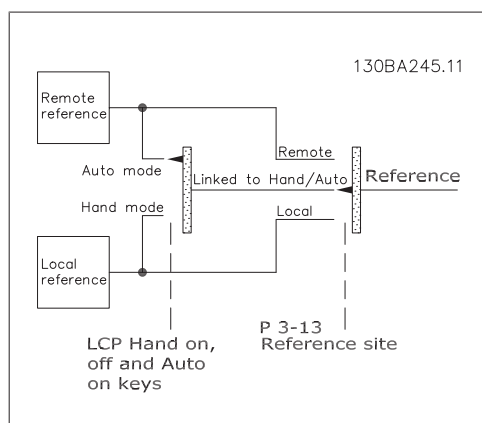 130BA245.11
Remote
reference
Remote
Auto mode
Linked to Hand/Auto
Reference
Hand mode
Local
Local
reference
LCP Hand on,
off and Auto
on keys
P 3-13
Reference site